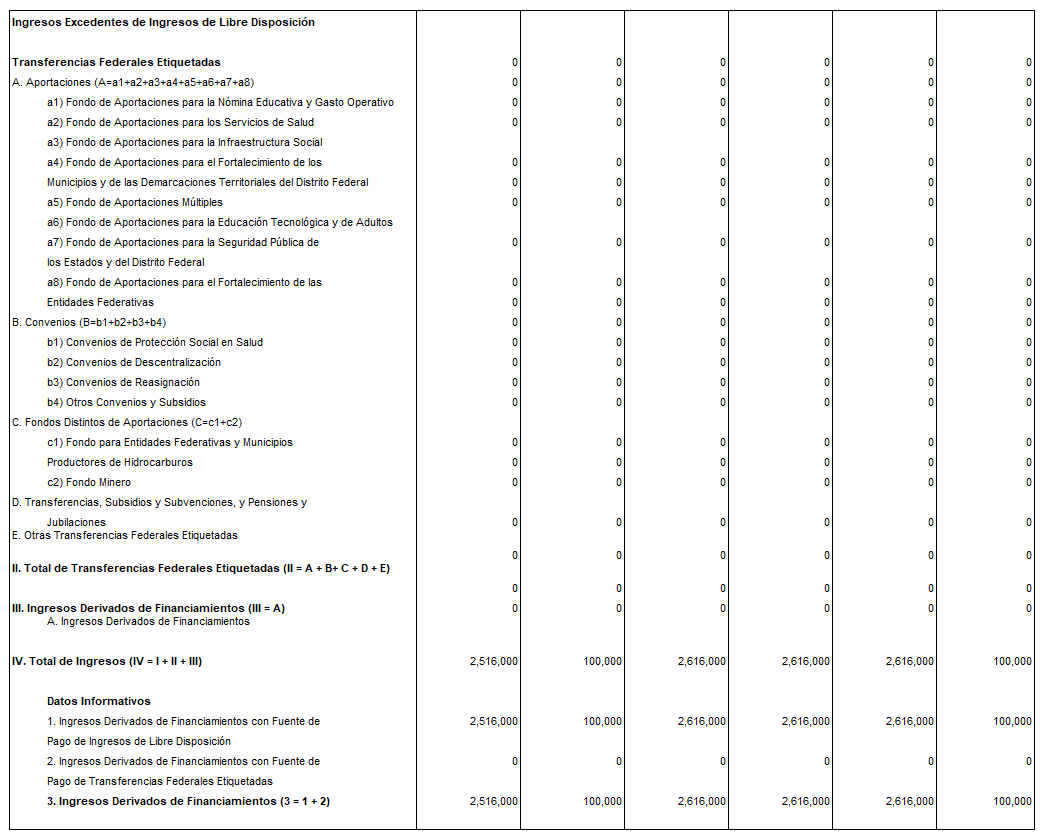 Ingresos Excedentes de Ingresos de Libre Disposición
Transferencias Federales Etiquetadas 0 0 0 0 0 0
A. Aportaciones (A=a1+a2+a3+a4+a5+a6+a7+a8) 0 0 0 0 0 0
a1) Fondo de Aportaciones para la Nómina Educativa y Gasto Operativo 0 0 0 0 0 0
a2) Fondo de Aportaciones para los Servicios de Salud 0 0 0 0 0 0
a3) Fondo de Aportaciones para la Infraestructura Social
a4) Fondo de Aportaciones para el Fortalecimiento de los 0 0 0 0 0 0
Municipios y de las Demarcaciones Territoriales del Distrito Federal 0 0 0 0 0 0
a5) Fondo de Aportaciones Múltiples 0 0 0 0 0 0
a6) Fondo de Aportaciones para la Educación Tecnológica y de Adultos
a7) Fondo de Aportaciones para la Seguridad Pública de 0 0 0 0 0 0
los Estados y del Distrito Federal
a8) Fondo de Aportaciones para el Fortalecimiento de las 0 0 0 0 0 0
Entidades Federativas 0 0 0 0 0 0
B. Convenios (B=b1+b2+b3+b4) 0 0 0 0 0 0
b1) Convenios de Protección Social en Salud 0 0 0 0 0 0
b2) Convenios de Descentralización 0 0 0 0 0 0
b3) Convenios de Reasignación 0 0 0 0 0 0
b4) Otros Convenios y Subsidios 0 0 0 0 0 0
C. Fondos Distintos de Aportaciones (C=c1+c2)
c1) Fondo para Entidades Federativas y Municipios 0 0 0 0 0 0
Productores de Hidrocarburos 0 0 0 0 0 0
c2) Fondo Minero 0 0 0 0 0 0
D. Transferencias, Subsidios y Subvenciones, y Pensiones y
Jubilaciones 0 0 0 0 0 0
E. Otras Transferencias Federales Etiquetadas
0 0 0 0 0 0
II. Total de Transferencias Federales Etiquetadas (II = A + B+ C + D + E)
0 0 0 0 0 0
III. Ingresos Derivados de Financiamientos (III = A) 0 0 0 0 0 0
A. Ingresos Derivados de Financiamientos
IV. Total de Ingresos (IV = I + II + III) 2,516,000 100,000 2,616,000 2,616,000 2,616,000 100,000
Datos Informativos
1. Ingresos Derivados de Financiamientos con Fuente de 2,516,000 100,000 2,616,000 2,616,000 2,616,000 100,000
Pago de Ingresos de Libre Disposición
2. Ingresos Derivados de Financiamientos con Fuente de 0 0 0 0 0 0
Pago de Transferencias Federales Etiquetadas
3. Ingresos Derivados de Financiamientos (3 = 1 + 2) 2,516,000 100,000 2,616,000 2,616,000 2,616,000 100,000